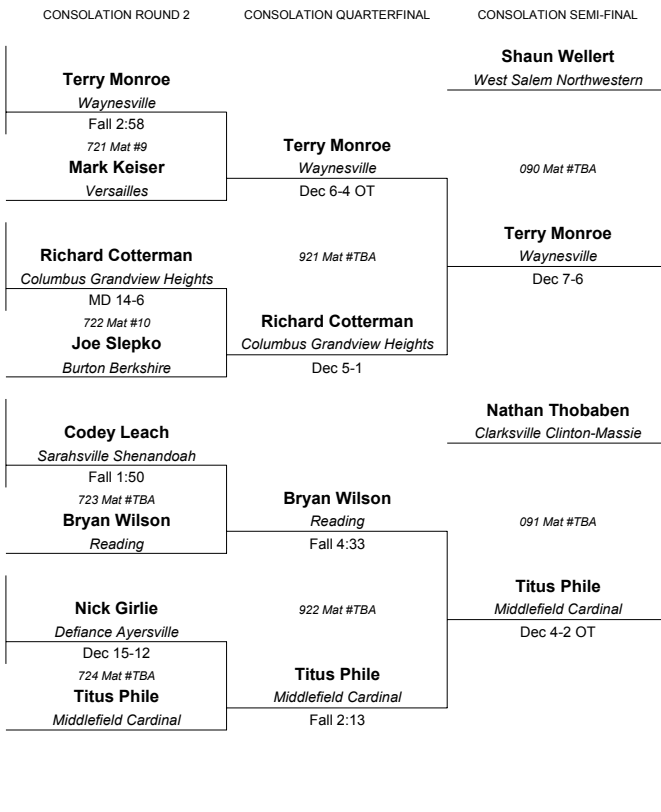 CONSOLATION ROUND 2
CONSOLATION QUARTERFINAL
CONSOLATION SEMI-FINAL
Terry Monroe
Waynesville
Fall 2:58
721 Mat #9
Mark Keiser
Versailles
Richard Cotterman
Columbus Grandview Heights
MD 14-6
722 Mat #10
Joe Slepko
Burton Berkshire
Codey Leach
Sarahsville Shenandoah
Fall 1:50
723 Mat #TBA
Bryan Wilson
Reading
Nick Girlie
Defiance Ayersville
Dec 15-12
724 Mat #TBA
Titus Phile
Middlefield Cardinal
Terry Monroe
Waynesville
Dec 6-4 OT
921 Mat #TBA
Richard Cotterman
Columbus Grandview Heights
Dec 5-1
Bryan Wilson
Reading
Fall 4:33
922 Mat #TBA
Titus Phile
Middlefield Cardinal
Fall 2:13
Shaun Wellert
West Salem Northwestern
090 Mat #TBA
Terry Monroe
Waynesville
Dec 7-6
Nathan Thobaben
Clarksville Clinton-Massie
091 Mat #TBA
Titus Phile
Middlefield Cardinal
Dec 4-2 OT